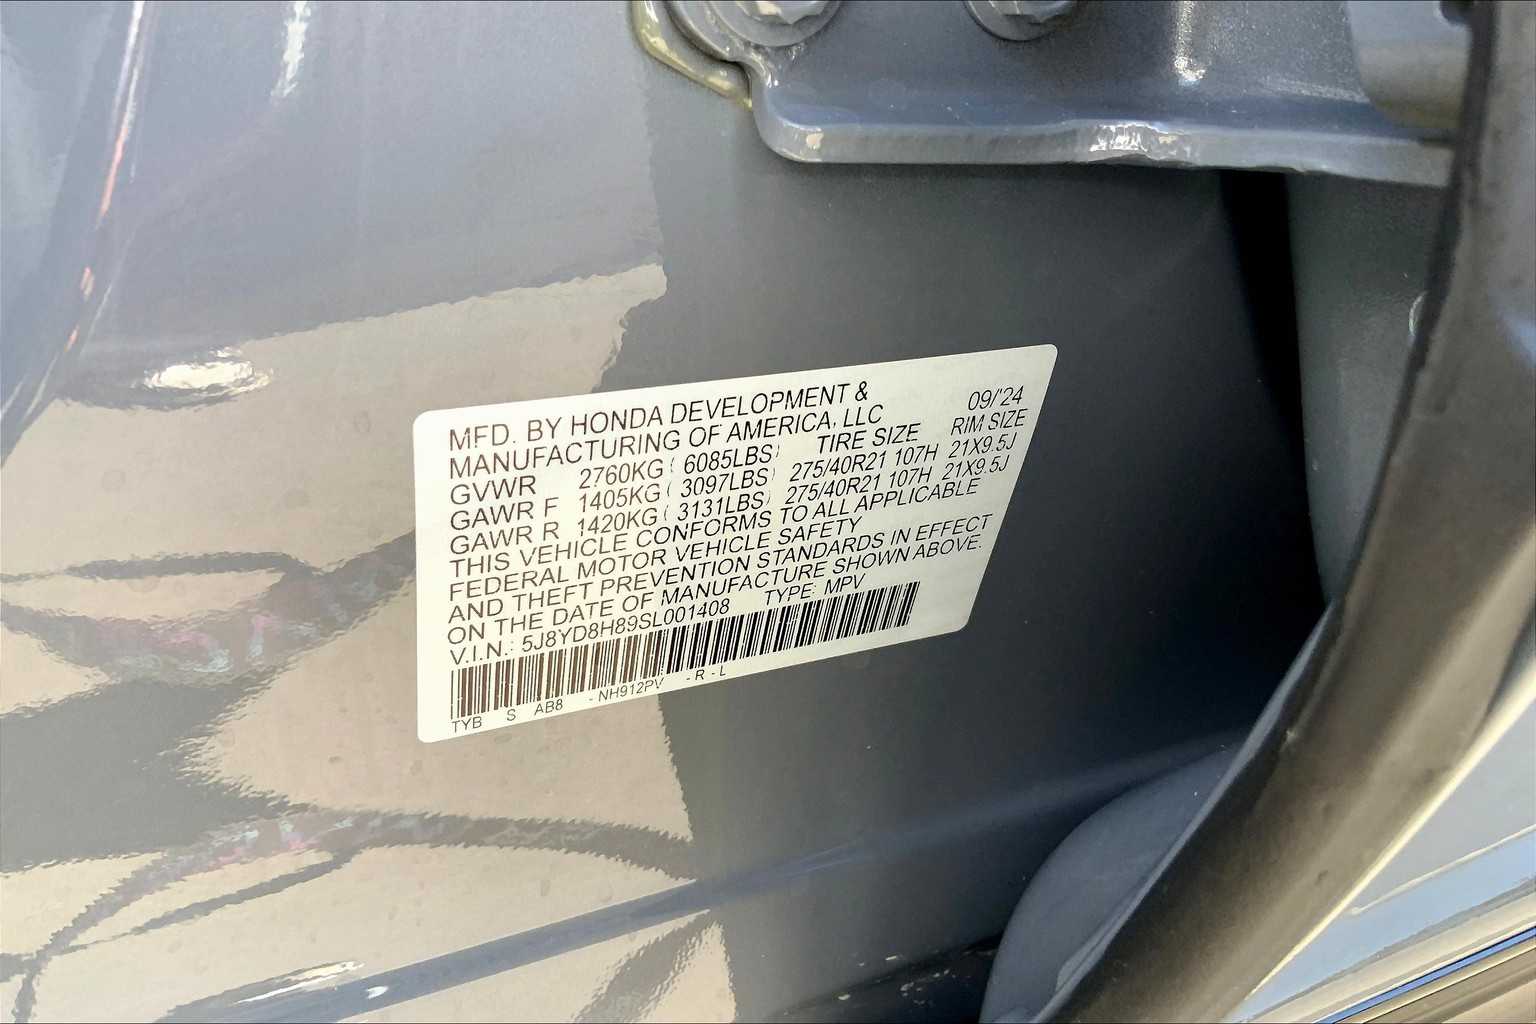 MFD. BY HONDA DEVELOPMENT &
MANUFACTURING OF AMERICA, LLC 09/'24
TIRE SIZE RIM SIZE
GVWR 2760KG ( 6085LBS)
GAWR F 1405KG ( 3097LBS) 275/40R21 107H 21X9.5J
GAWR R 1420KG ( 3131LBS) 275/40R21 107H 21X9.5J
THIS VEHICLE CONFORMS TO ALL APPLICABLE
FEDERAL MOTOR VEHICLE SAFETY
AND THEFT PREVENTION STANDARDS IN EFFECT
ON THE DATE OF MANUFACTURE SHOWN ABOVE.
V.I.N.: 5J8YD8H89SL001408 TYPE: MPV
TYB S AB8 -NH912PV -R-L